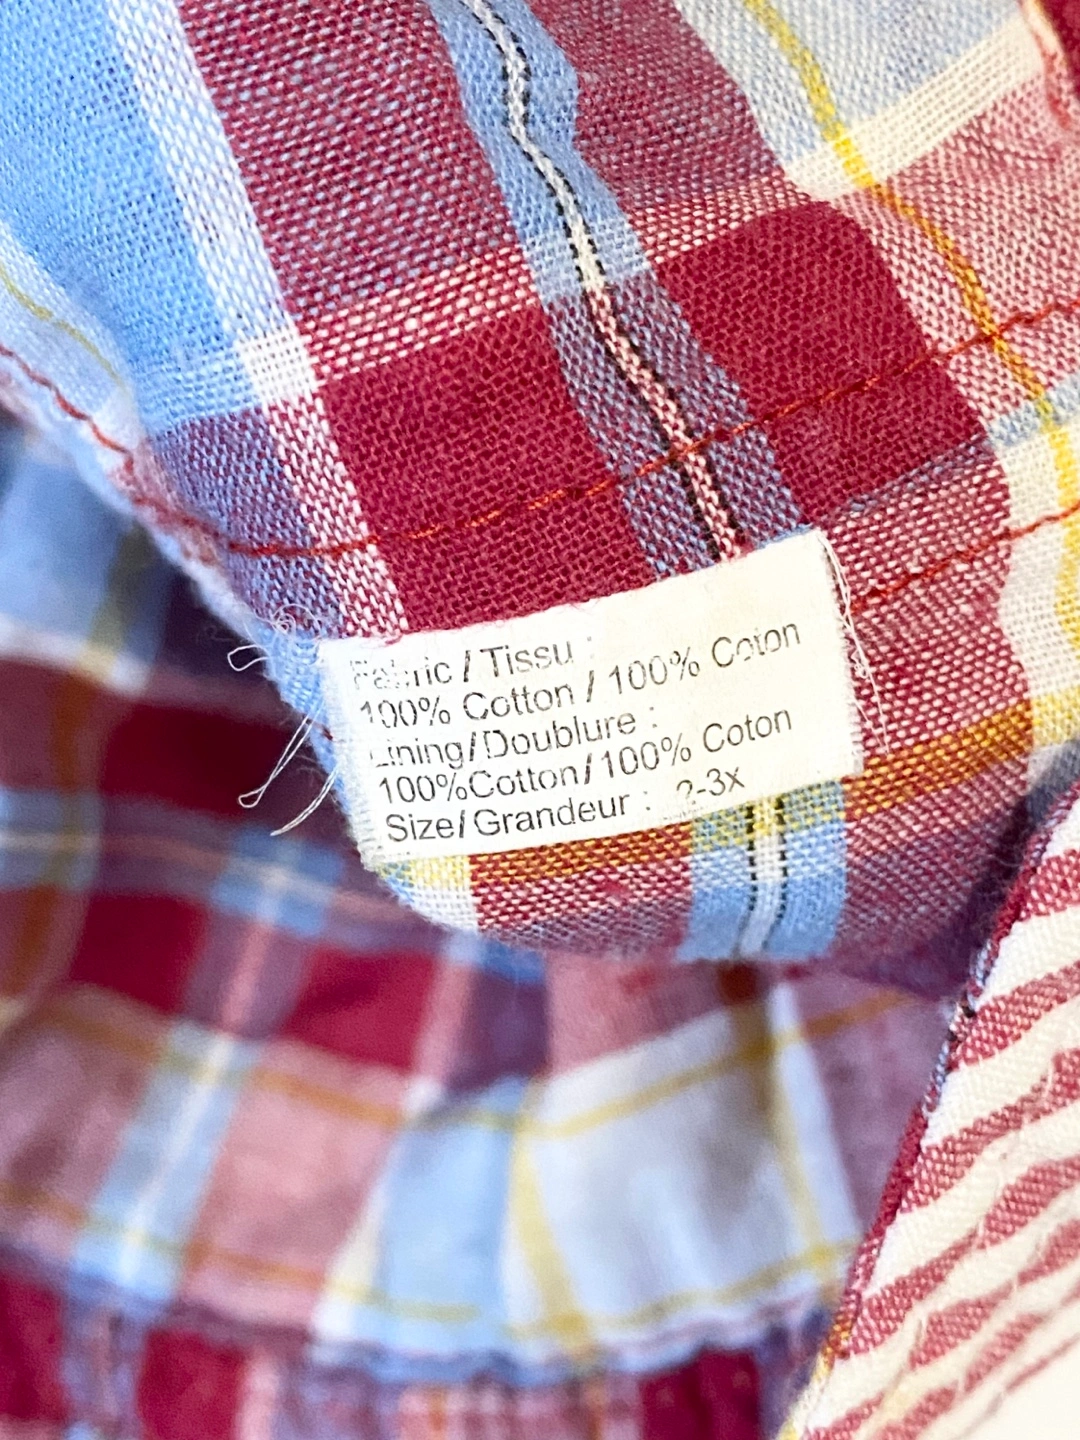 Fabric / Tissu :
100% Cotton / 100% Coton
Lining/Doublure :
100%Cotton/100% Coton
Size/Grandeur : 2-3x